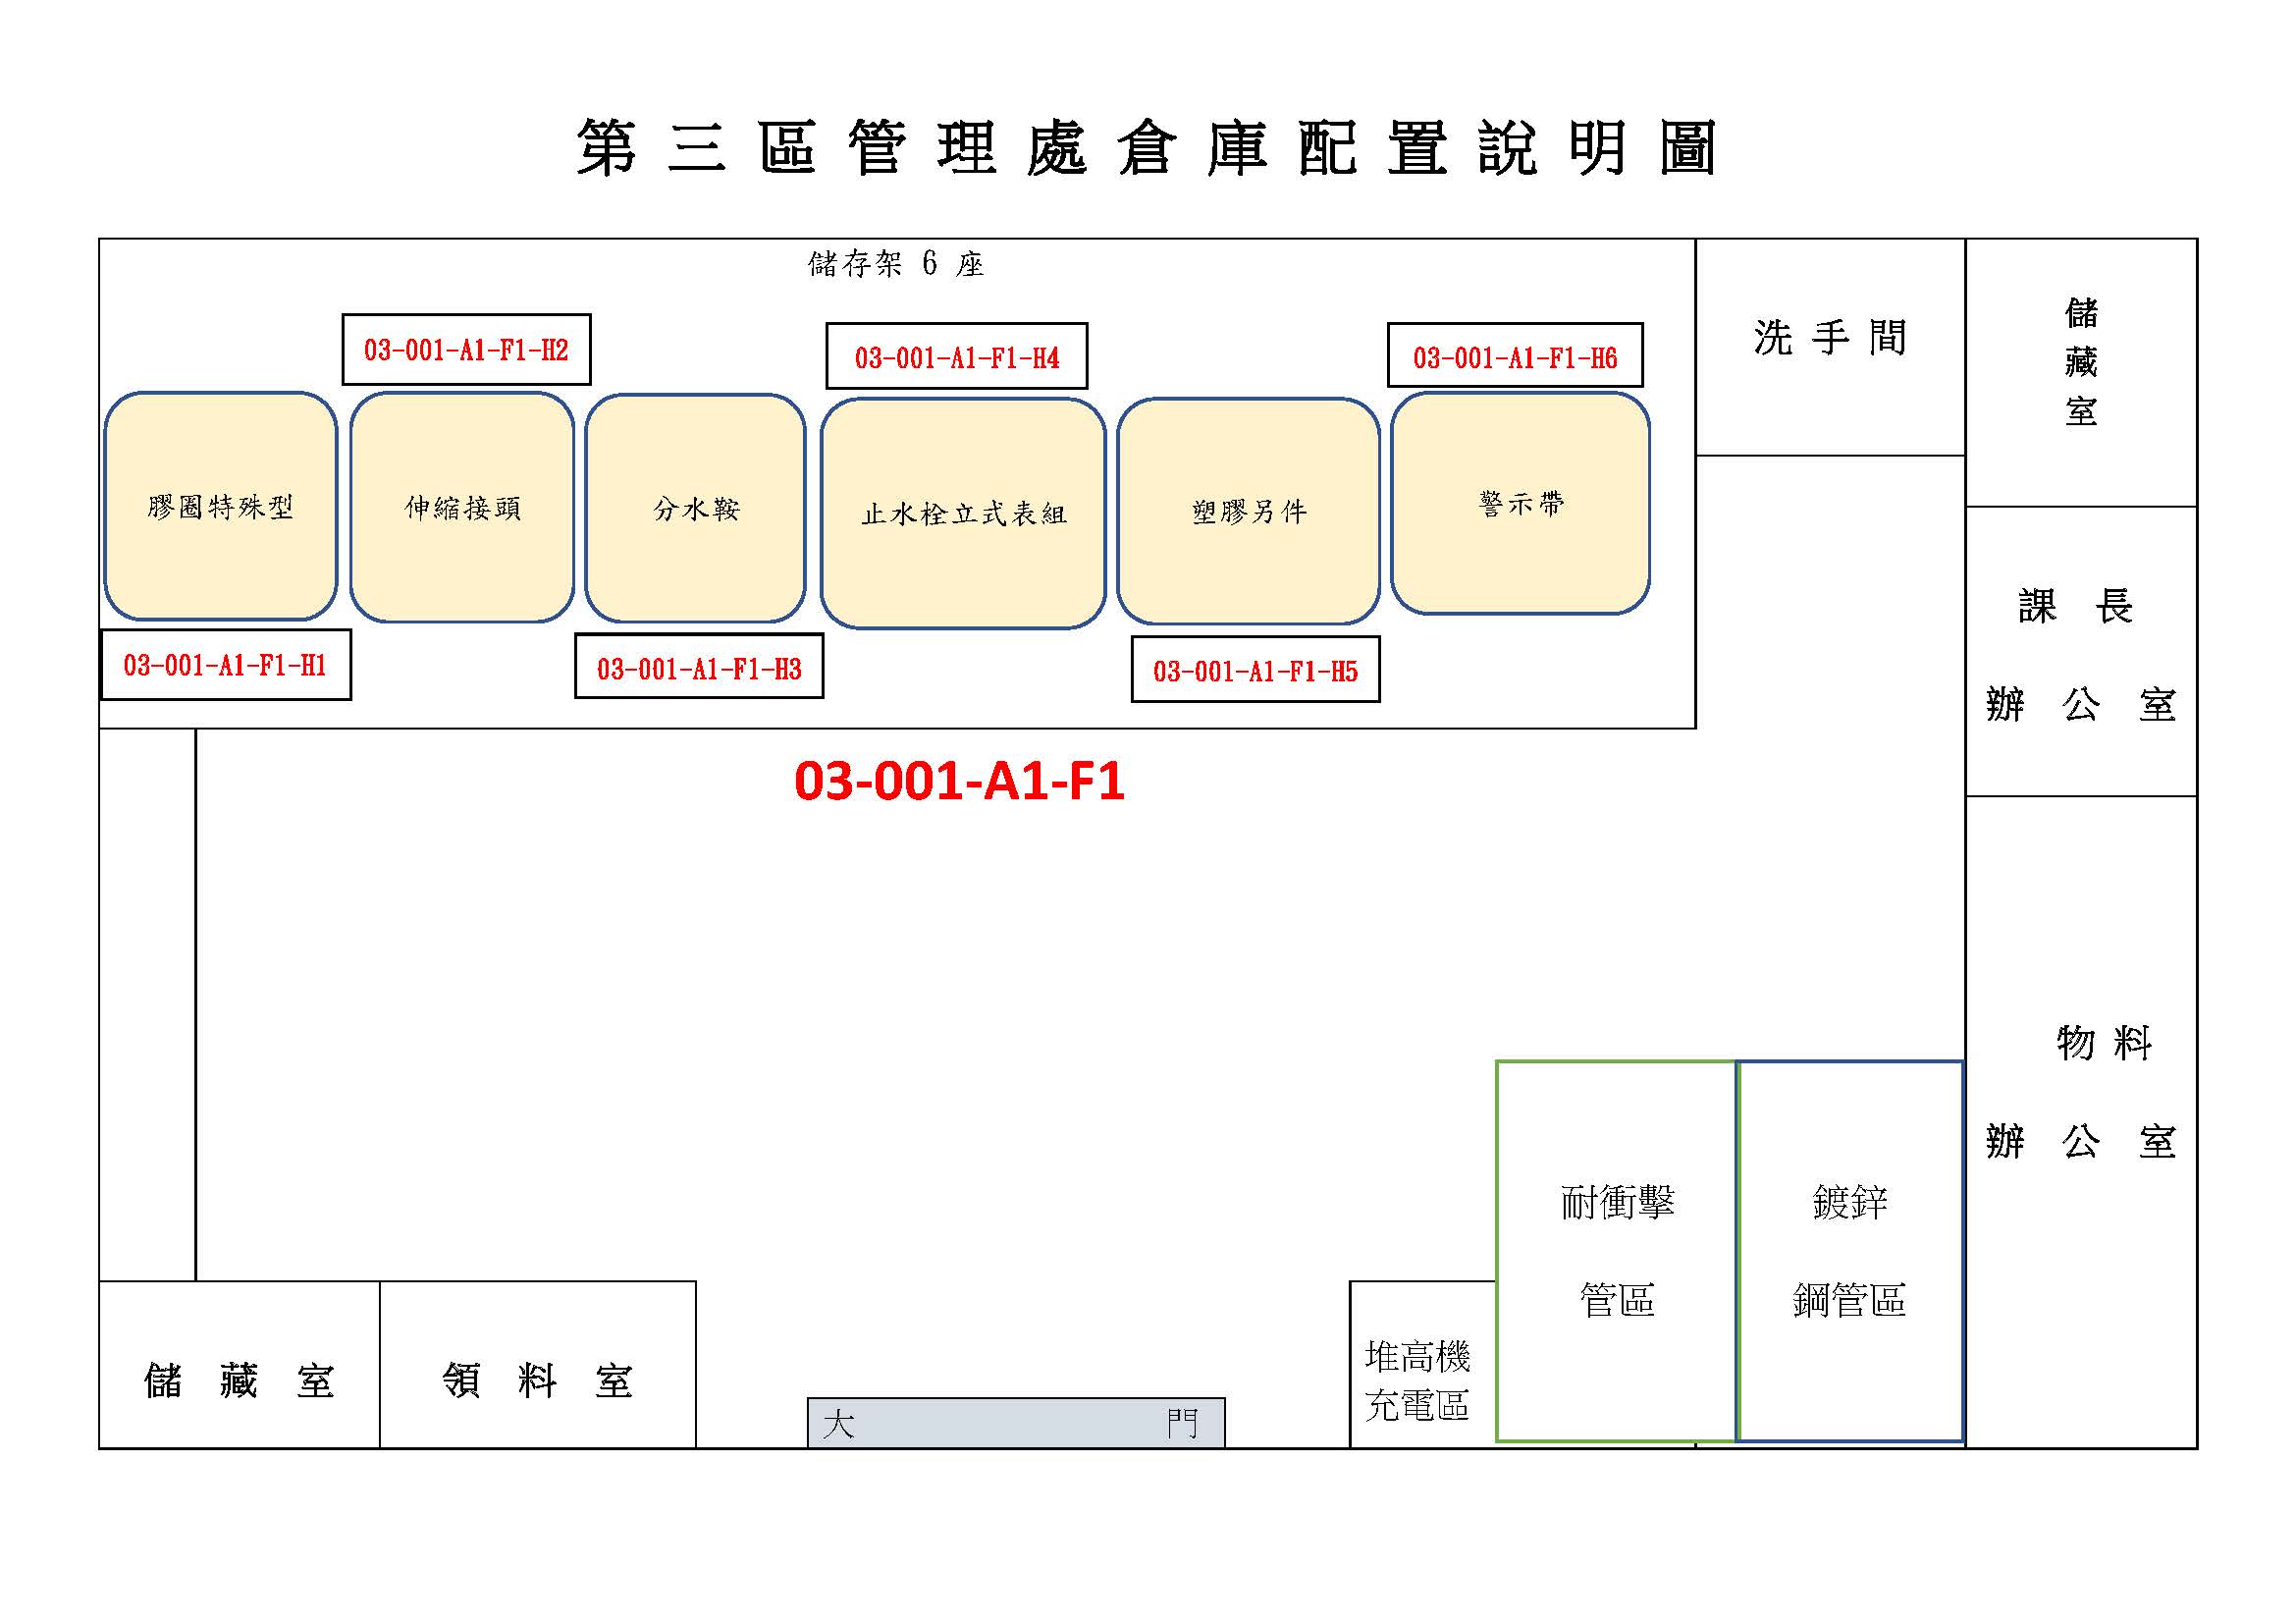 第三區管理處倉庫配置說明圖
儲存架 6 座
03-001-A1-F1-H2
03-001-A1-F1-H4
03-001-A1-F1-H6
膠圈特殊型
伸縮接頭
分水鞍
止水栓立式表組
塑膠另件
警示帶
03-001-A1-F1-H1
03-001-A1-F1-H3
03-001-A1-F1-H5
洗手間
儲
藏
室
課長
辦公室
03-001-A1-F1
物料
辦公室
耐衝擊
管區
鍍鋅
鋼管區
堆高機
充電區
儲藏室
領料室
大門